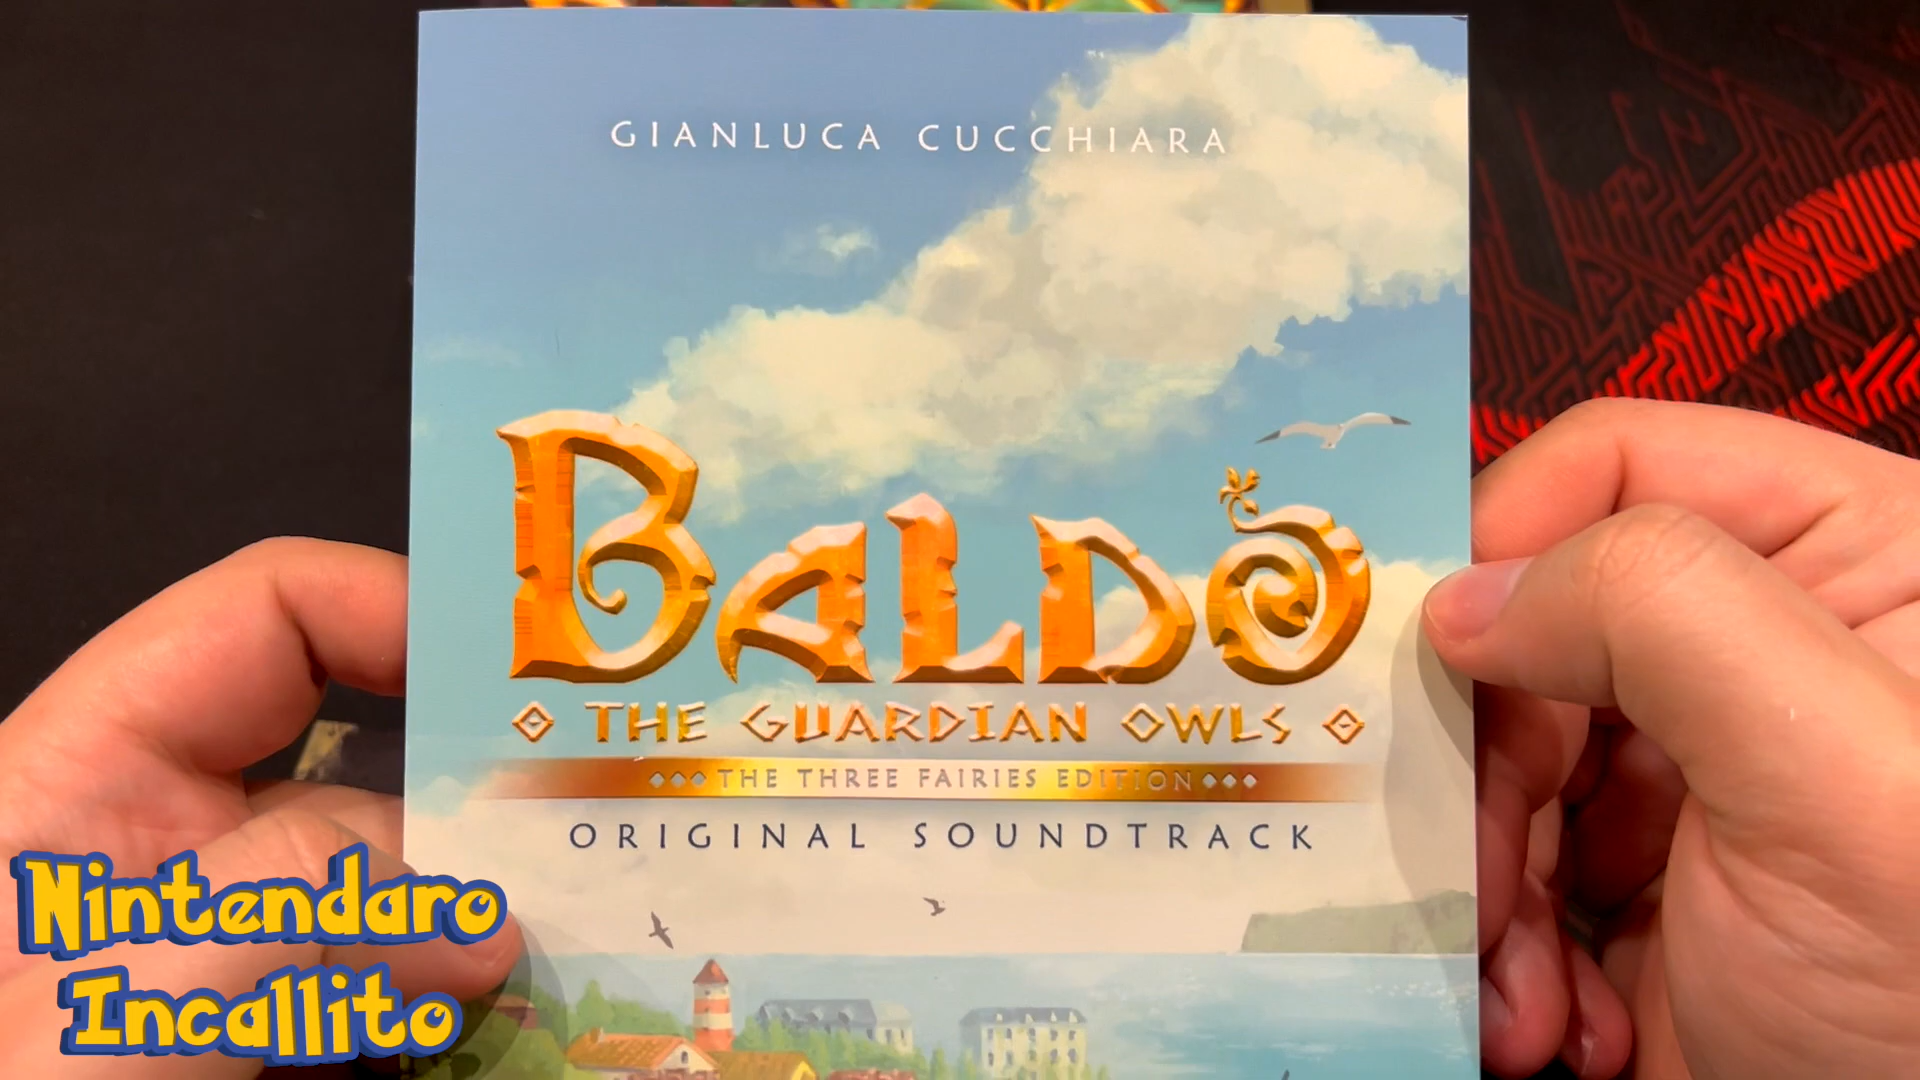 GIANLUCA CUCCHIARA
BALDO
THE GUARDIAN OWLS
THE THREE FAIRIES EDITION
ORIGINAL SOUNDTRACK
Nintendaro
Incallito